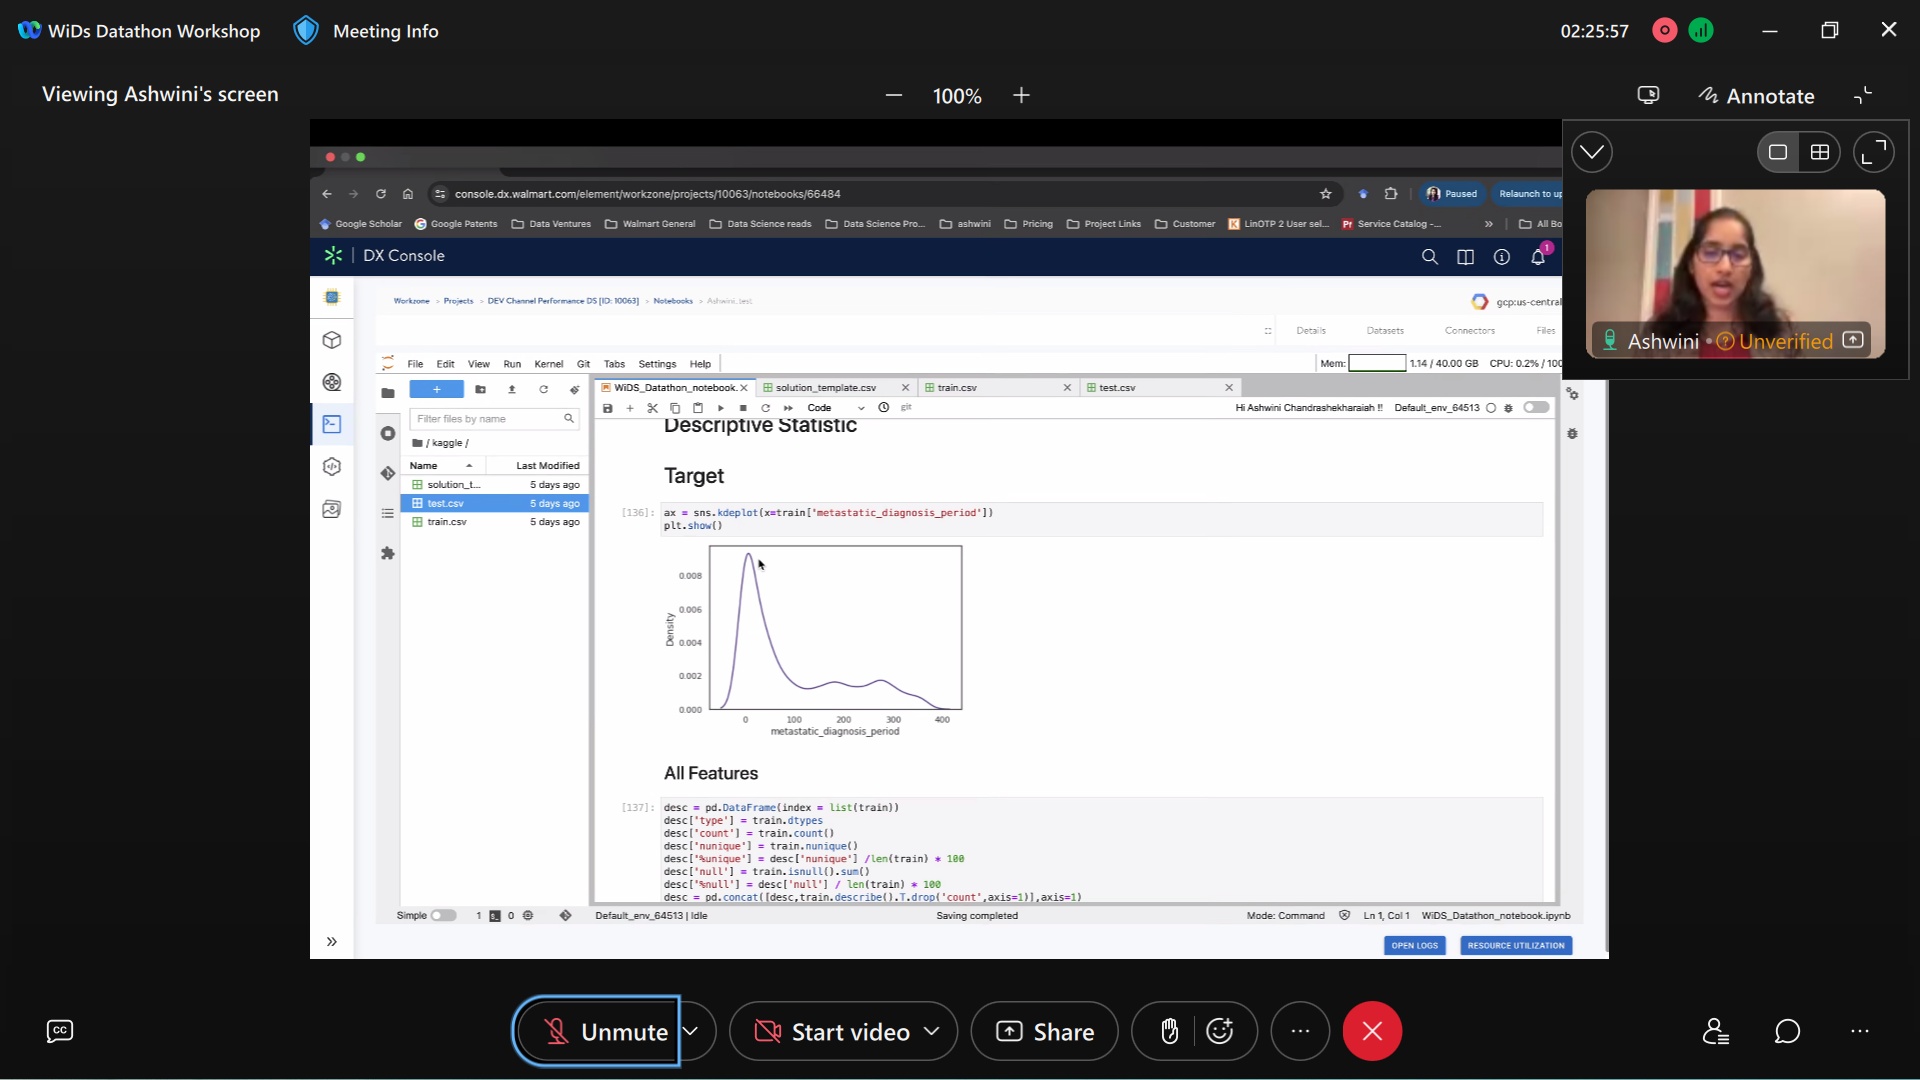 WiDs Datathon Workshop
Meeting Info
02:25:57
Viewing Ashwini's screen
100%
Annotate
console.dx.walmart.com/element/workzone/projects/10063/notebooks/66484
Paused
Relaunch to up
Google Scholar
Google Patents
Data Ventures
Walmart General
Data Science reads
Data Science Pro...
ashwini
Pricing
Project Links
Customer
LinOTP 2 User sel...
Service Catalog -...
»
All Bo
DX Console
1
Workzone > Projects > DEV Channel Performance DS [ID: 10063] > Notebooks > Ashwini_test
gcp:us-central
Details
Datasets
Connectors
Files
Ashwini • Unverified
File Edit View Run Kernel Git Tabs Settings Help
Mem: 1.14 / 40.00 GB CPU: 0.2% / 100
WiDS_Datathon_notebook.
solution_template.csv
train.csv
test.csv
Code
git
Hi Ashwini Chandrashekharaiah !!
Default_env_64513
Filter files by name
/ kaggle /
Name Last Modified
solution_t... 5 days ago
test.csv 5 days ago
train.csv 5 days ago
Descriptive Statistic
Target
[136]: ax = sns.kdeplot(x=train['metastatic_diagnosis_period'])
plt.show()
0.008
0.006
0.004
0.002
0.000
Density
0 100 200 300 400
metastatic_diagnosis_period
All Features
[137]: desc = pd.DataFrame(index = list(train))
desc['type'] = train.dtypes
desc['count'] = train.count()
desc['nunique'] = train.nunique()
desc['%unique'] = desc['nunique'] /len(train) * 100
desc['null'] = train.isnull().sum()
desc['%null'] = desc['null'] / len(train) * 100
desc = pd.concat([desc,train.describe().T.drop('count',axis=1)],axis=1)
Simple 1 0 Default_env_64513 | Idle
Saving completed
Mode: Command
Ln 1, Col 1
WiDS_Datathon_notebook.ipynb
OPEN LOGS
RESOURCE UTILIZATION
CC
Unmute
Start video
Share